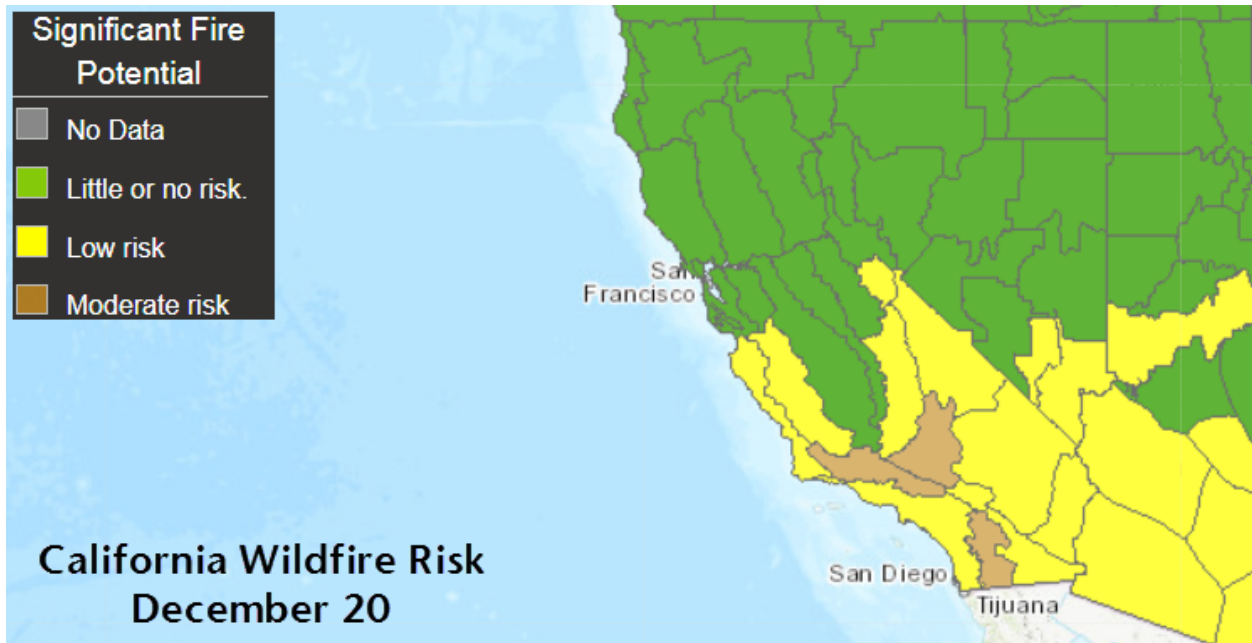 Significant Fire
Potential
No Data
Little or no risk.
Low risk
Moderate risk
San
Francisco
San Diego
Tijuana
California Wildfire Risk
December 20